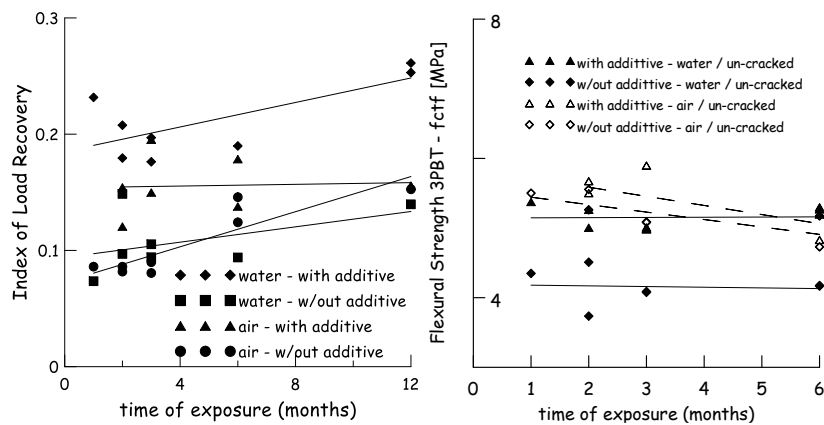 0.3
0.2
0.1
0
Index of Load Recovery
water - with additive
water - w/out additive
air - with additive
air - w/out additive
0 4 8 12
time of exposure (months)
8
4
Flexural Strength 3PBT - fctf [MPa]
with addittive - water / un-cracked
w/out addittive - water / un-cracked
with addittive - air / un-cracked
w/out addittive - air / un-cracked
0 1 2 3 4 5 6
time of exposure (months)